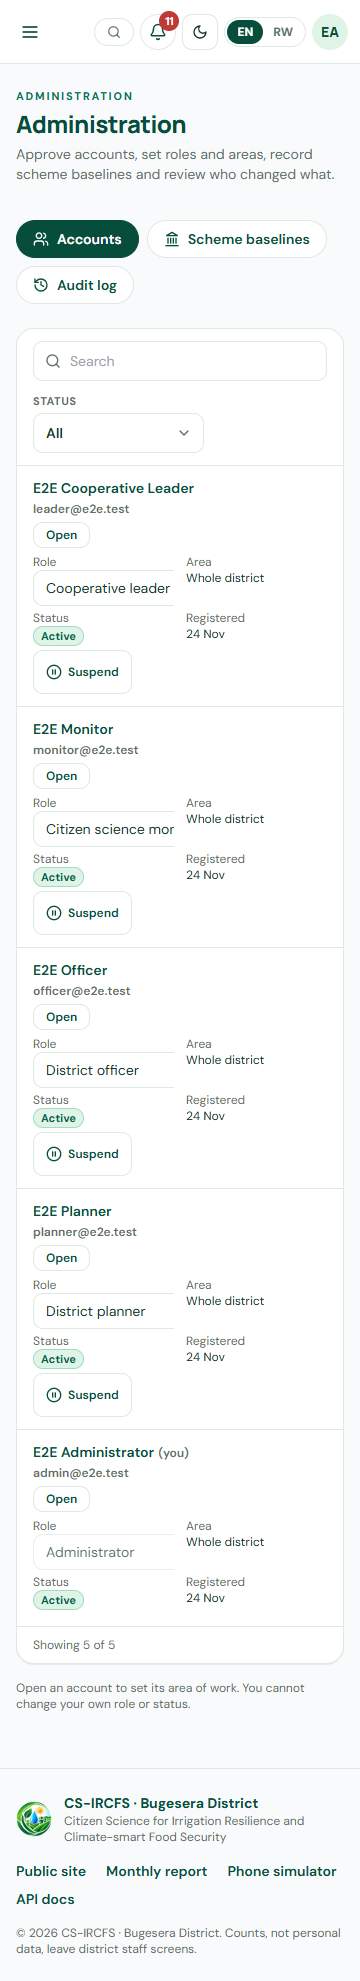 11
EN RW EA
ADMINISTRATION
Administration
Approve accounts, set roles and areas, record
scheme baselines and review who changed what.
Accounts Scheme baselines
Audit log
Search
STATUS
All
E2E Cooperative Leader
leader@e2e.test
Open
Role Area
Cooperative leader Whole district
Status Registered
Active 24 Nov
Suspend
E2E Monitor
monitor@e2e.test
Open
Role Area
Citizen science mor Whole district
Status Registered
Active 24 Nov
Suspend
E2E Officer
officer@e2e.test
Open
Role Area
District officer Whole district
Status Registered
Active 24 Nov
Suspend
E2E Planner
planner@e2e.test
Open
Role Area
District planner Whole district
Status Registered
Active 24 Nov
Suspend
E2E Administrator (you)
admin@e2e.test
Open
Role Area
Administrator Whole district
Status Registered
Active 24 Nov
Showing 5 of 5
Open an account to set its area of work. You cannot
change your own role or status.
CS-IRCFS · Bugesera District
Citizen Science for Irrigation Resilience and
Climate-smart Food Security
Public site Monthly report Phone simulator
API docs
© 2026 CS-IRCFS · Bugesera District. Counts, not personal
data, leave district staff screens.